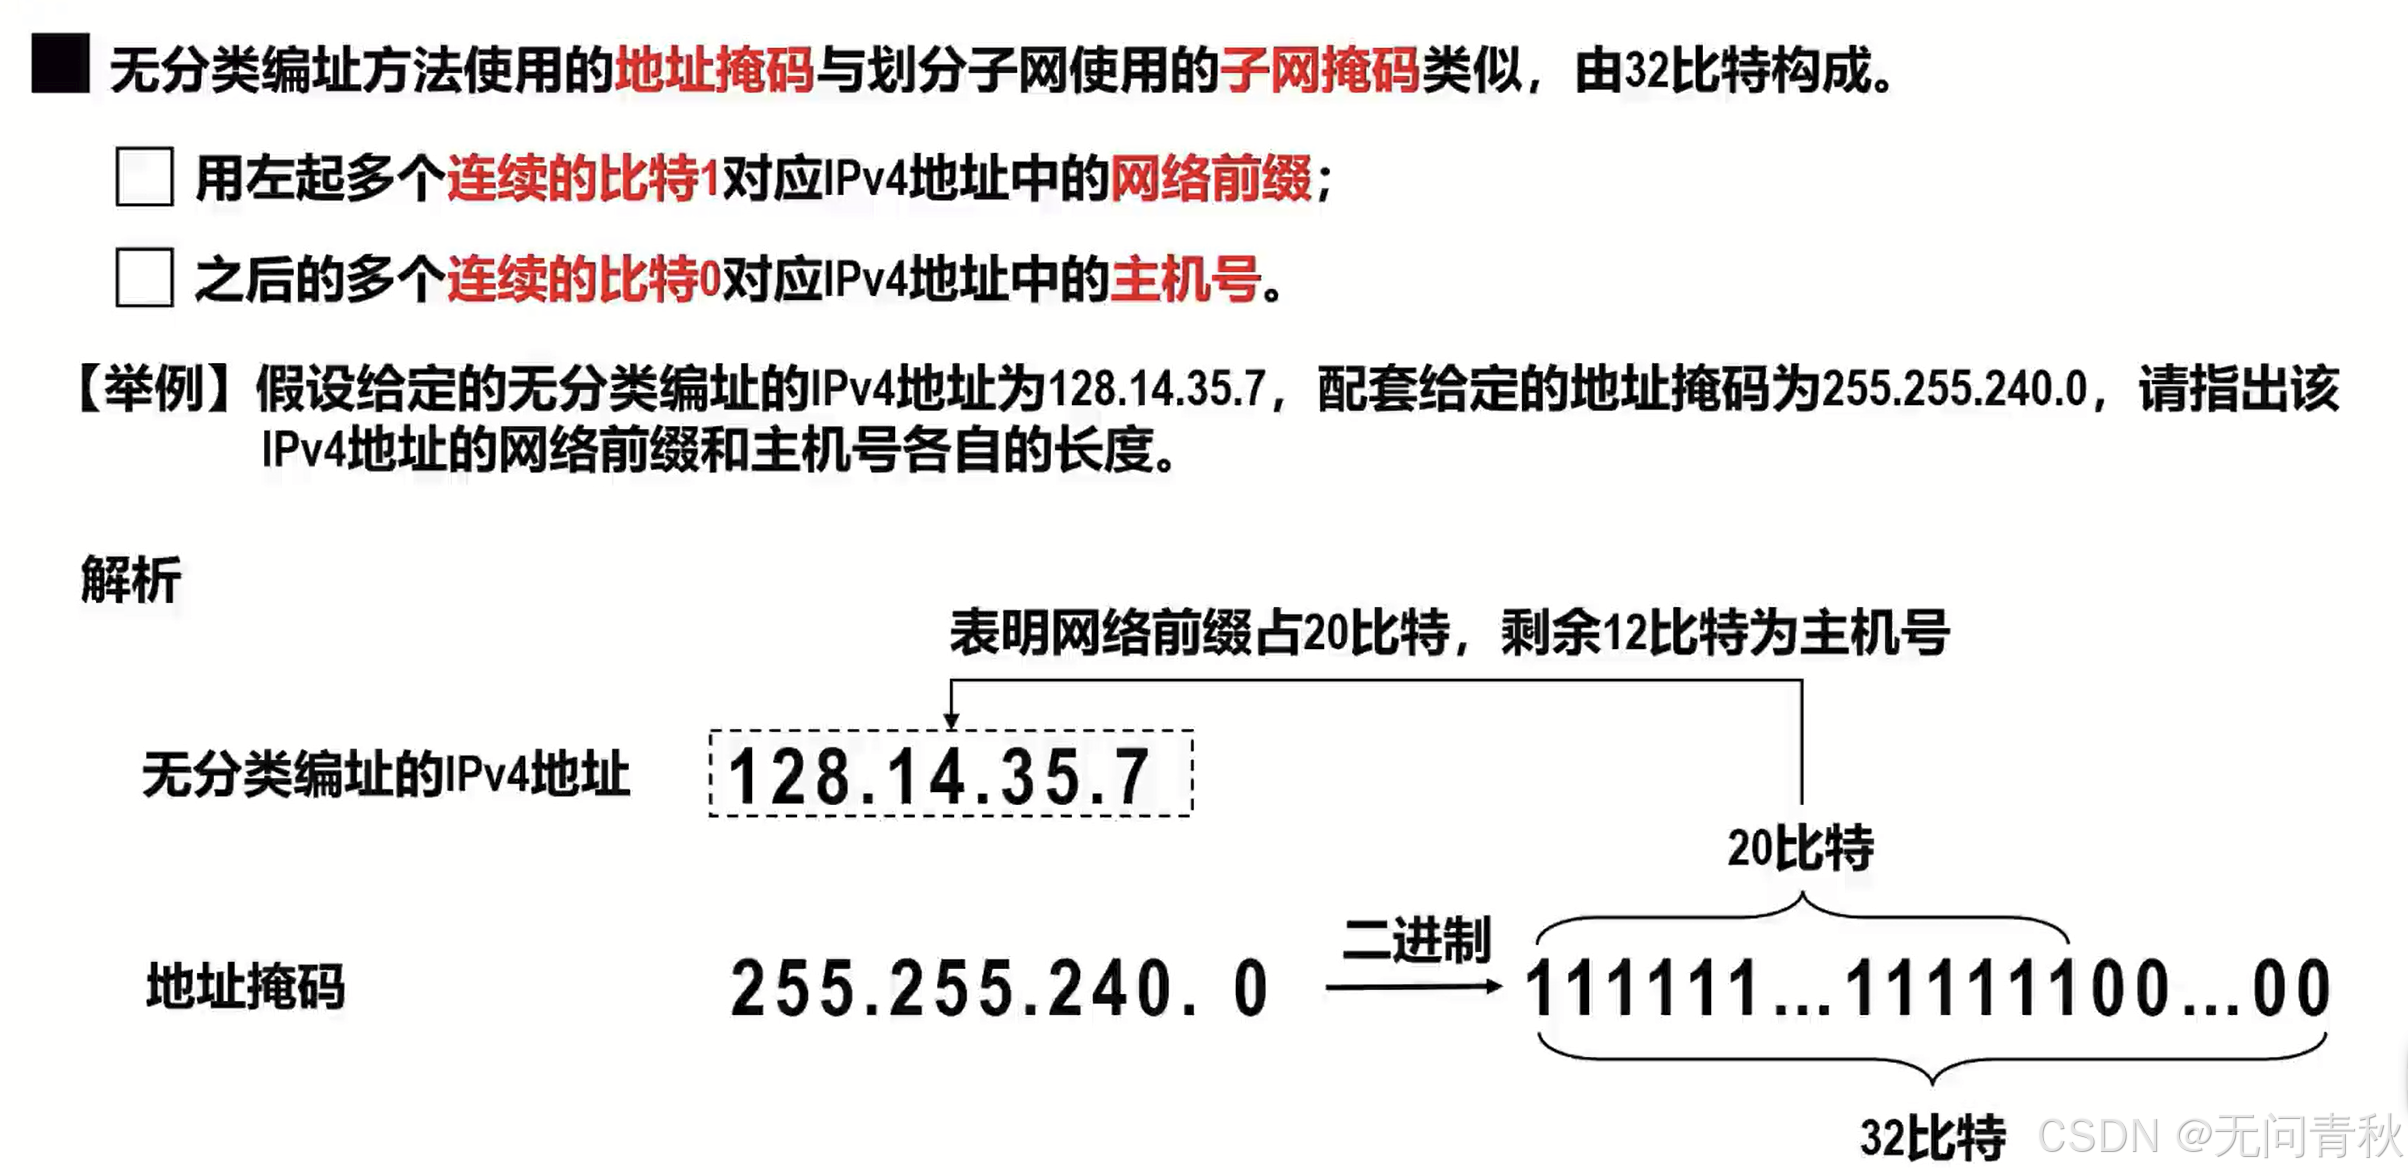 无分类编址方法使用的地址掩码与划分子网使用的子网掩码类似，由32比特构成。
用左起多个连续的比特1对应IPv4地址中的网络前缀；
之后的多个连续的比特0对应IPv4地址中的主机号。
【举例】假设给定的无分类编址的IPv4地址为128.14.35.7，配套给定的地址掩码为255.255.240.0，请指出该
IPv4地址的网络前缀和主机号各自的长度。
解析
表明网络前缀占20比特，剩余12比特为主机号
无分类编址的IPv4地址 128.14.35.7
20比特
地址掩码 255.255.240. 0 二进制 111111...11111100...00
32比特
CSDN @无问青秋